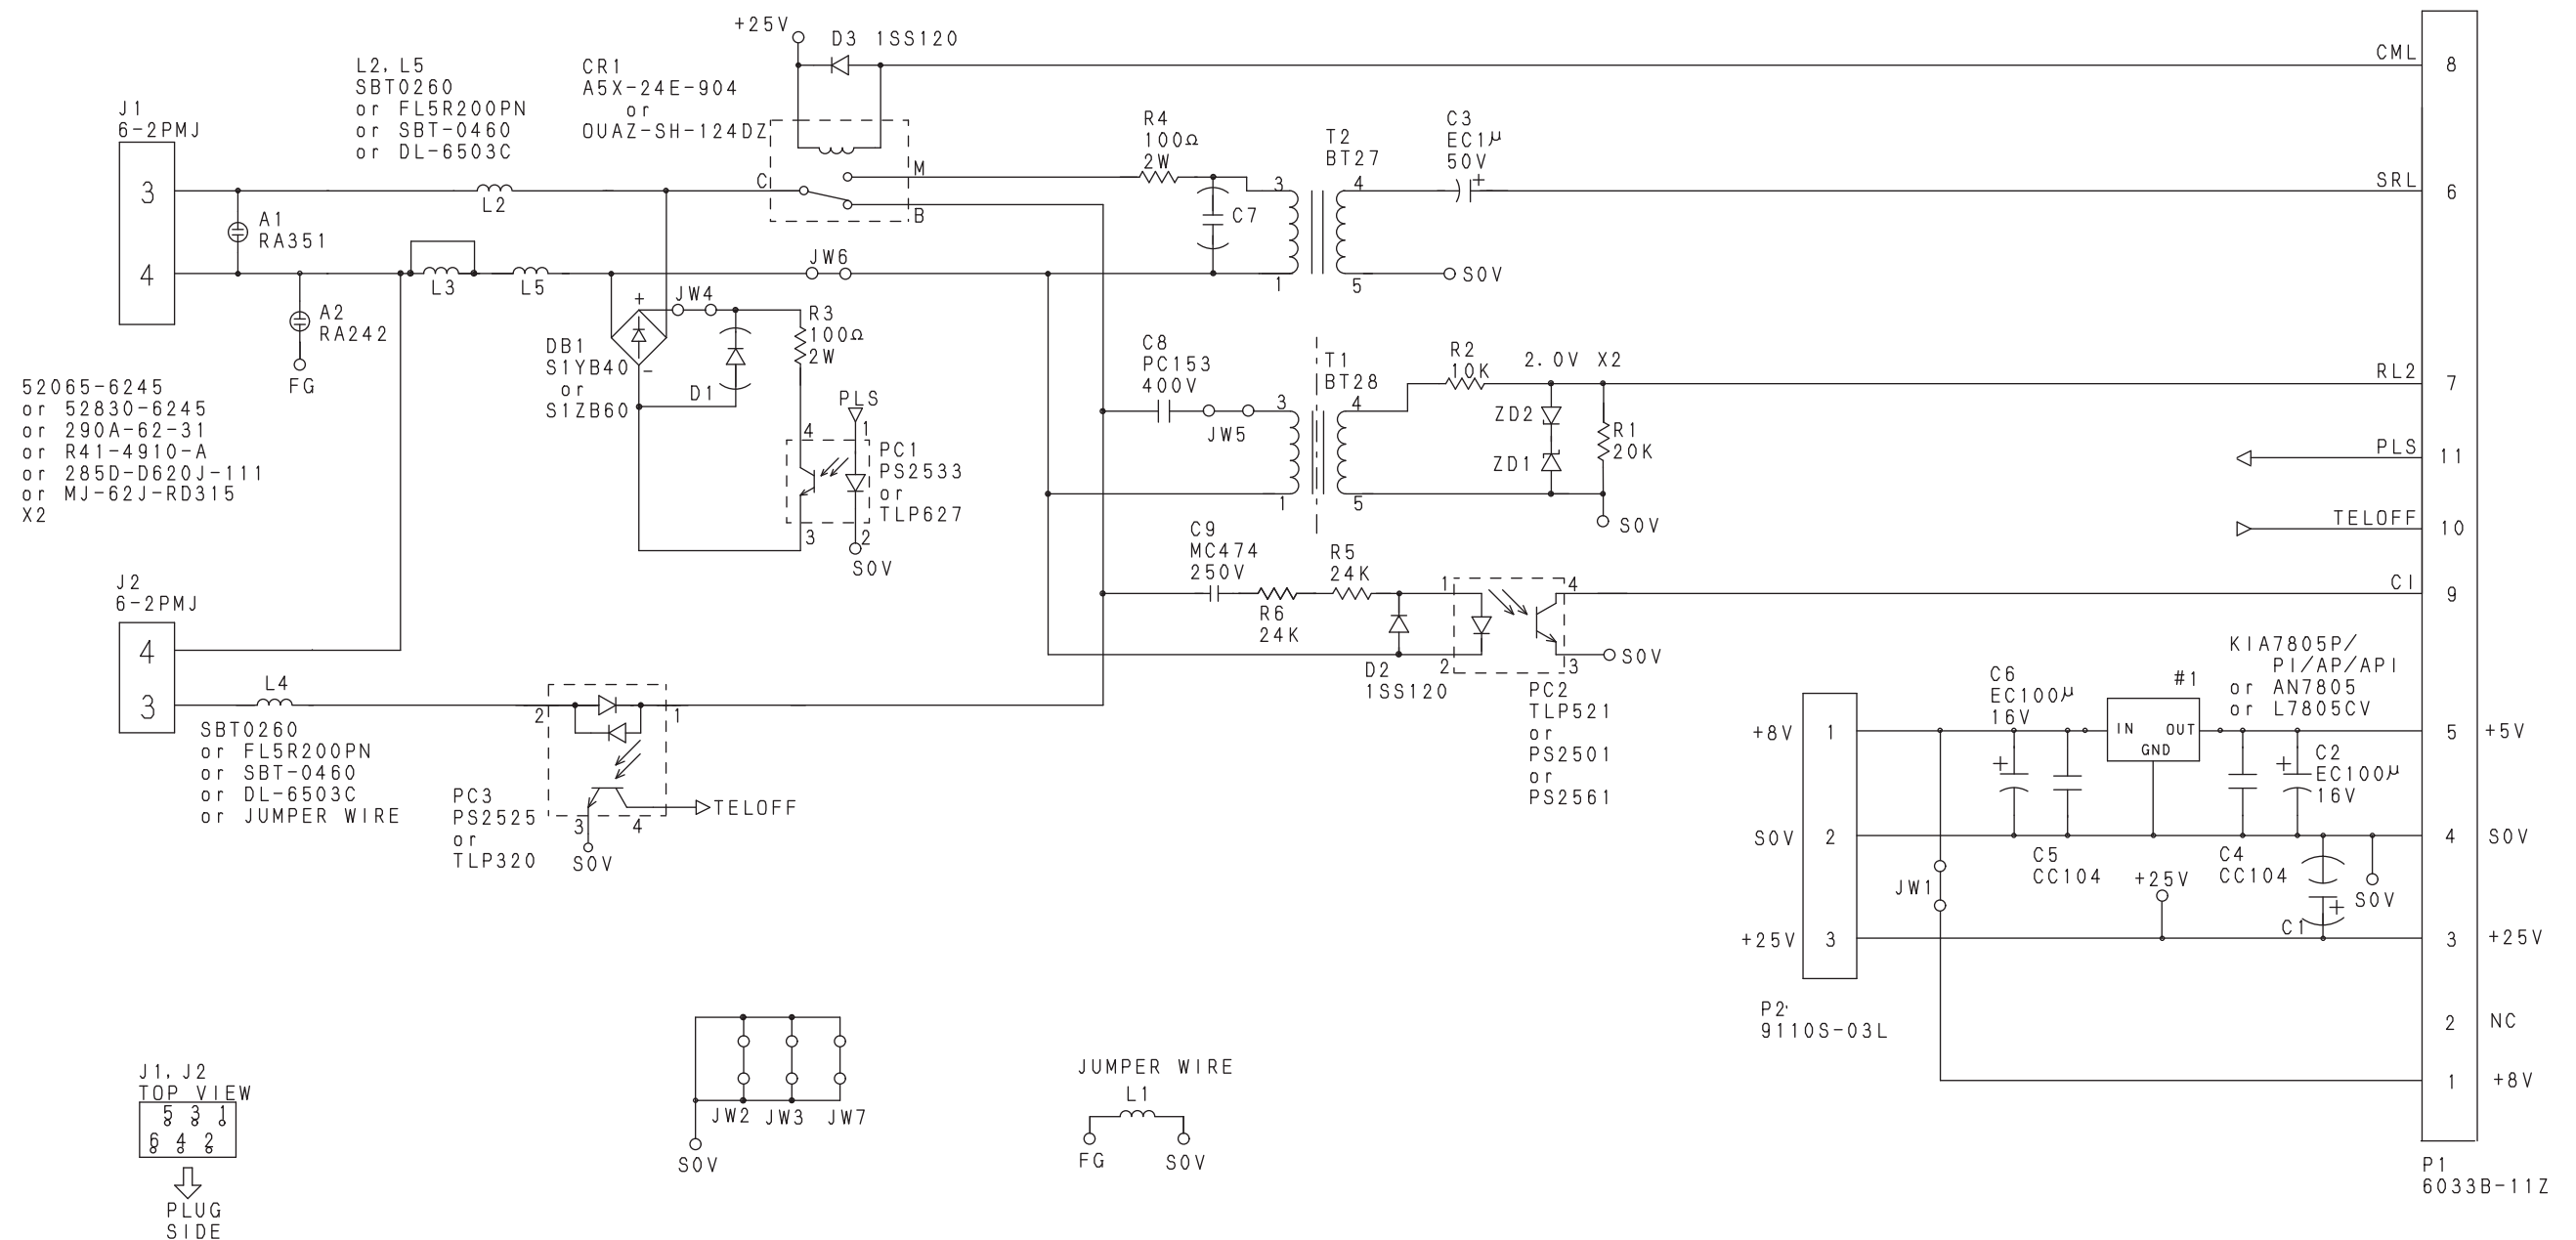 +25V
D3 1SS120
CML
8
L2, L5
SBT0260
or FL5R200PN
or SBT-0460
or DL-6503C
CR1
A5X-24E-904
or
OUAZ-SH-124DZ
J1
6-2PMJ
3
4
L2
A1
RA351
C
M
B
R4
100Ω
2W
C7
T2
BT27
3
4
1
5
C3
EC1μ
50V
+
SRL
6
S0V
L3
L5
JW6
A2
RA242
FG
+
JW4
-
DB1
S1YB40
or
S1ZB60
D1
R3
100Ω
2W
PLS
4
1
3
2
PC1
PS2533
or
TLP627
S0V
52065-6245
or 52830-6245
or 290A-62-31
or R41-4910-A
or 285D-D620J-111
or MJ-62J-RD315
X2
C8
PC153
400V
JW5
T1
BT28
3
4
1
5
R2
10K
2.0V X2
ZD2
ZD1
R1
20K
S0V
RL2
7
PLS
11
TELOFF
10
C9
MC474
250V
R6
24K
R5
24K
D2
1SS120
1
4
2
3
S0V
PC2
TLP521
or
PS2501
or
PS2561
CI
9
J2
6-2PMJ
4
3
L4
SBT0260
or FL5R200PN
or SBT-0460
or DL-6503C
or JUMPER WIRE
2
1
3
4
PC3
PS2525
or
TLP320
TELOFF
S0V
KIA7805P/
PI/AP/API
or AN7805
or L7805CV
#1
IN
OUT
GND
C6
EC100μ
16V
+
+8V
1
S0V
2
+25V
3
P2
9110S-03L
JW1
C5
CC104
+25V
C4
CC104
+
C2
EC100μ
16V
C1
+
S0V
5
+5V
4
S0V
3
+25V
2
NC
1
+8V
P1
6033B-11Z
J1, J2
TOP VIEW
5 3 1
6 4 2
PLUG
SIDE
JW2
JW3
JW7
S0V
JUMPER WIRE
L1
FG
S0V